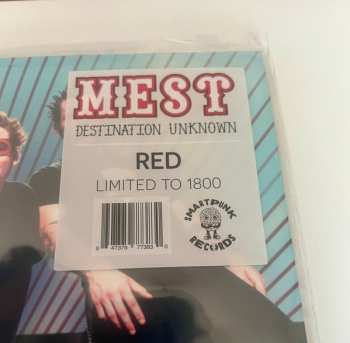 MEST
DESTINATION UNKNOWN
RED
LIMITED TO 1800
SMARTPUNK
RECORDS